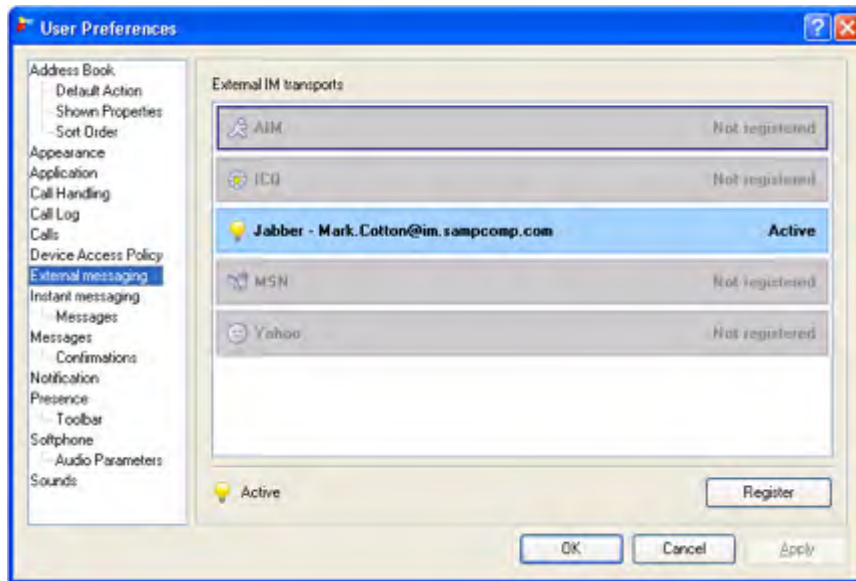 User Preferences
Address Book
Default Action
Shown Properties
Sort Order
Appearance
Application
Call Handling
Call Log
Calls
Device Access Policy
External messaging
Instant messaging
Messages
Messages
Confirmations
Notification
Presence
Toolbar
Softphone
Audio Parameters
Sounds
External IM transports
AIM Not registered
ICQ Not registered
Jabber - Mark.Cotton@im.sampcomp.com Active
MSN Not registered
Yahoo Not registered
Active
Register
OK Cancel Apply